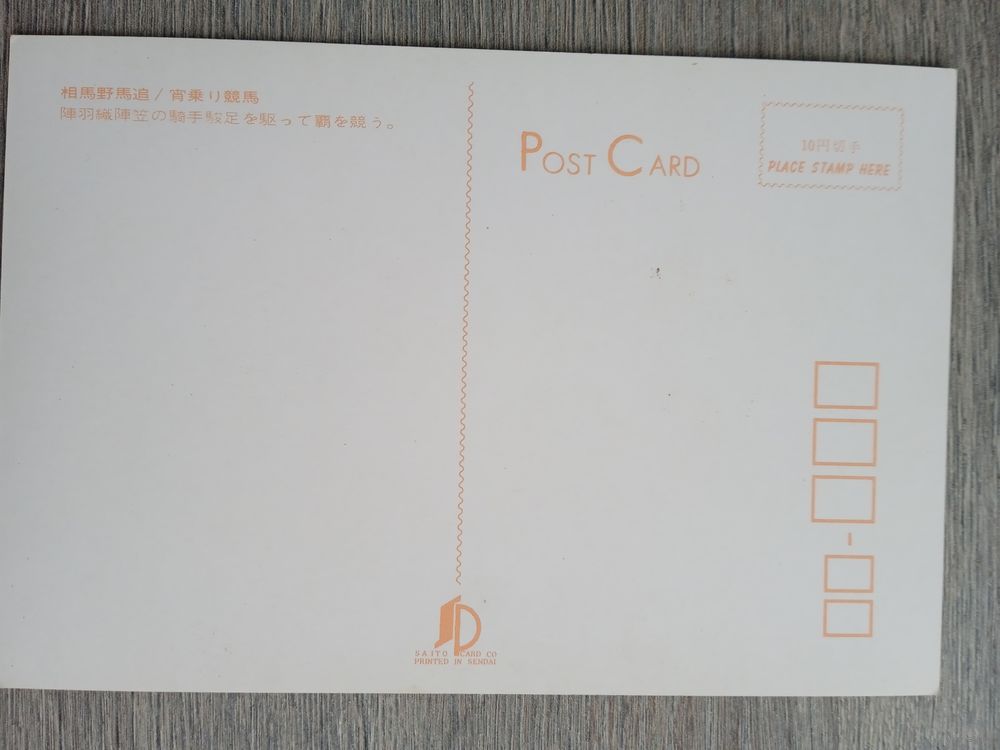 相馬野馬追/宵乗り競馬
陣羽織陣笠の騎手駿足を駆って覇を競う。
POST CARD
10円切手
PLACE STAMP HERE
SAITO CARD CO
PRINTED IN SENDAI